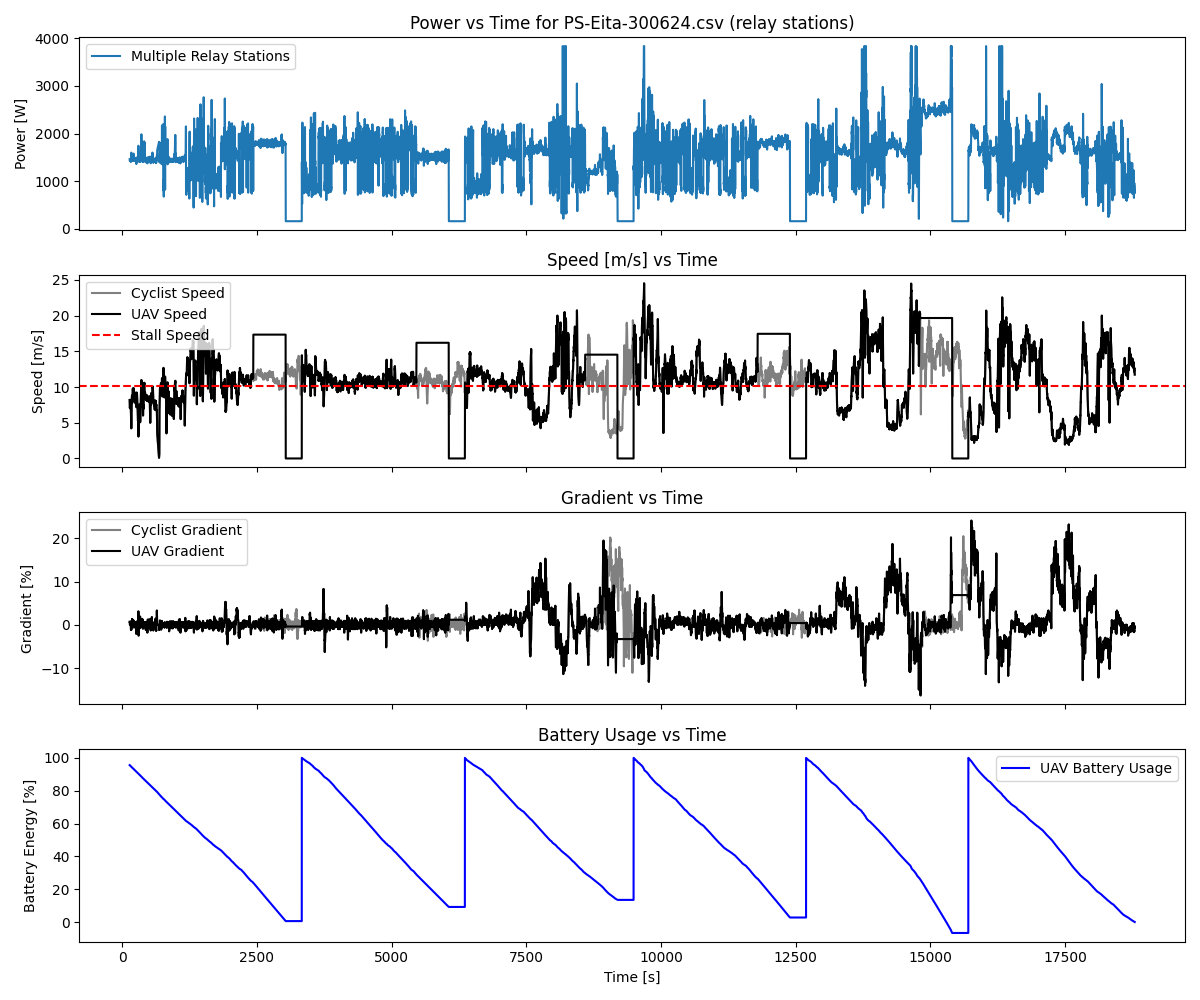 Power vs Time for PS-Eita-300624.csv (relay stations)
Multiple Relay Stations
Power [W]
4000
3000
2000
1000
0
Speed [m/s] vs Time
Cyclist Speed
UAV Speed
Stall Speed
Speed [m/s]
25
20
15
10
5
0
Gradient vs Time
Cyclist Gradient
UAV Gradient
Gradient [%]
20
10
0
−10
Battery Usage vs Time
UAV Battery Usage
Battery Energy [%]
100
80
60
40
20
0
0 2500 5000 7500 10000 12500 15000 17500
Time [s]